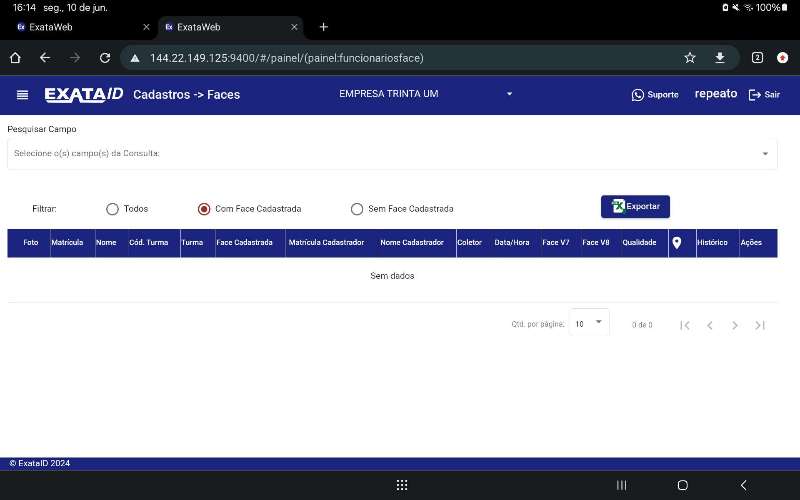 16:14 seg., 10 de jun.
100%
Ex ExataWeb
Ex ExataWeb
144.22.149.125:9400/#/painel/(painel:funcionariosface)
2
EXATAID Cadastros -> Faces
EMPRESA TRINTA UM
Suporte
repeato
Sair
Pesquisar Campo
Selecione o(s) campo(s) da Consulta:
Filtrar:
Todos
Com Face Cadastrada
Sem Face Cadastrada
Exportar
Foto Matrícula Nome Cód. Turma Turma Face Cadastrada Matrícula Cadastrador Nome Cadastrador Coletor Data/Hora Face V7 Face V8 Qualidade Histórico Ações
Sem dados
Qtd. por página: 10 0 de 0
© ExataID 2024